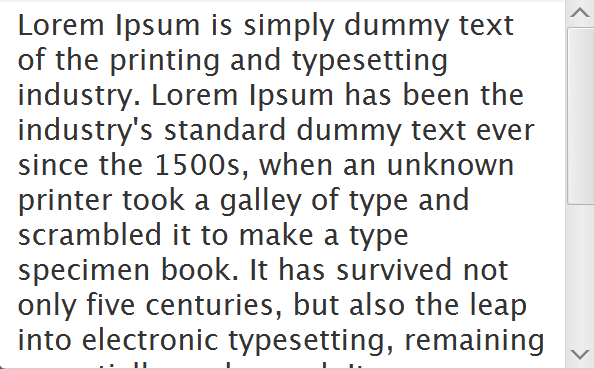 Lorem Ipsum is simply dummy text
of the printing and typesetting
industry. Lorem Ipsum has been the
industry's standard dummy text ever
since the 1500s, when an unknown
printer took a galley of type and
scrambled it to make a type
specimen book. It has survived not
only five centuries, but also the leap
into electronic typesetting, remaining